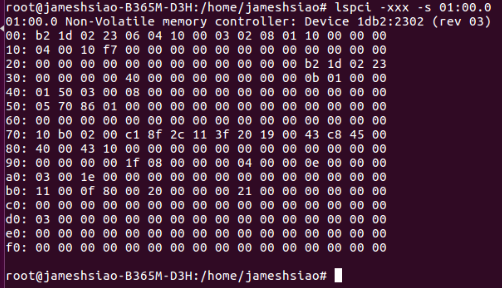 root@jameshsiao-B365M-D3H:/home/jameshsiao# lspci -xxx -s 01:00.0
01:00.0 Non-Volatile memory controller: Device 1db2:2302 (rev 03)
00: b2 1d 02 23 06 04 10 00 03 02 08 01 10 00 00 00
10: 04 00 10 f7 00 00 00 00 00 00 00 00 00 00 00 00
20: 00 00 00 00 00 00 00 00 00 00 00 00 b2 1d 02 23
30: 00 00 00 00 40 00 00 00 00 00 00 00 0b 01 00 00
40: 01 50 03 00 08 00 00 00 00 00 00 00 00 00 00 00
50: 05 70 86 01 00 00 00 00 00 00 00 00 00 00 00 00
60: 00 00 00 00 00 00 00 00 00 00 00 00 00 00 00 00
70: 10 b0 02 00 c1 8f 2c 11 3f 20 19 00 43 c8 45 00
80: 40 00 43 10 00 00 00 00 00 00 00 00 00 00 00 00
90: 00 00 00 00 1f 08 00 00 00 04 00 00 0e 00 00 00
a0: 03 00 1e 00 00 00 00 00 00 00 00 00 00 00 00 00
b0: 11 00 0f 80 00 20 00 00 00 21 00 00 00 00 00 00
c0: 00 00 00 00 00 00 00 00 00 00 00 00 00 00 00 00
d0: 03 00 00 00 00 00 00 00 00 00 00 00 00 00 00 00
e0: 00 00 00 00 00 00 00 00 00 00 00 00 00 00 00 00
f0: 00 00 00 00 00 00 00 00 00 00 00 00 00 00 00 00
root@jameshsiao-B365M-D3H:/home/jameshsiao#